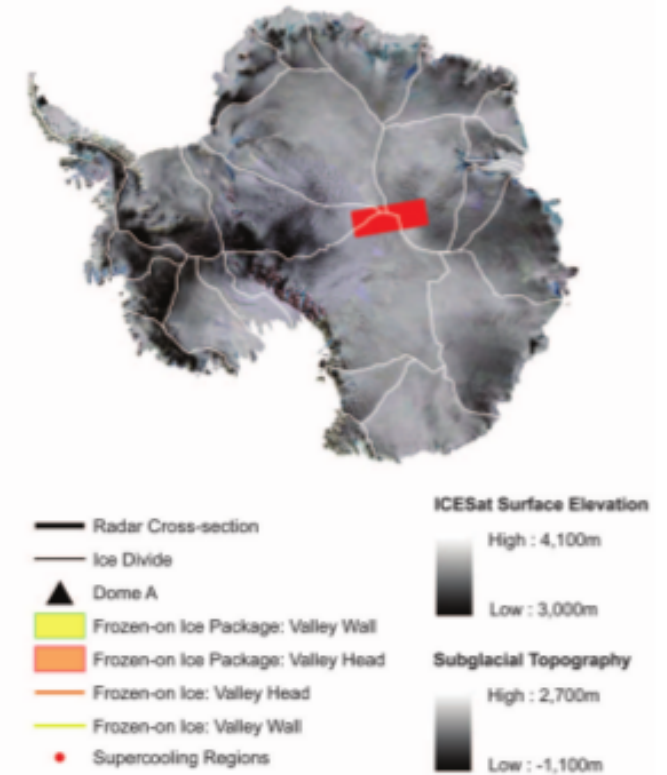 Radar Cross-section
Ice Divide
Dome A
Frozen-on Ice Package: Valley Wall
Frozen-on Ice Package: Valley Head
Frozen-on Ice: Valley Head
Frozen-on Ice: Valley Wall
Supercooling Regions
ICESat Surface Elevation
High : 4,100m
Low : 3,000m
Subglacial Topography
High : 2,700m
Low : -1,100m